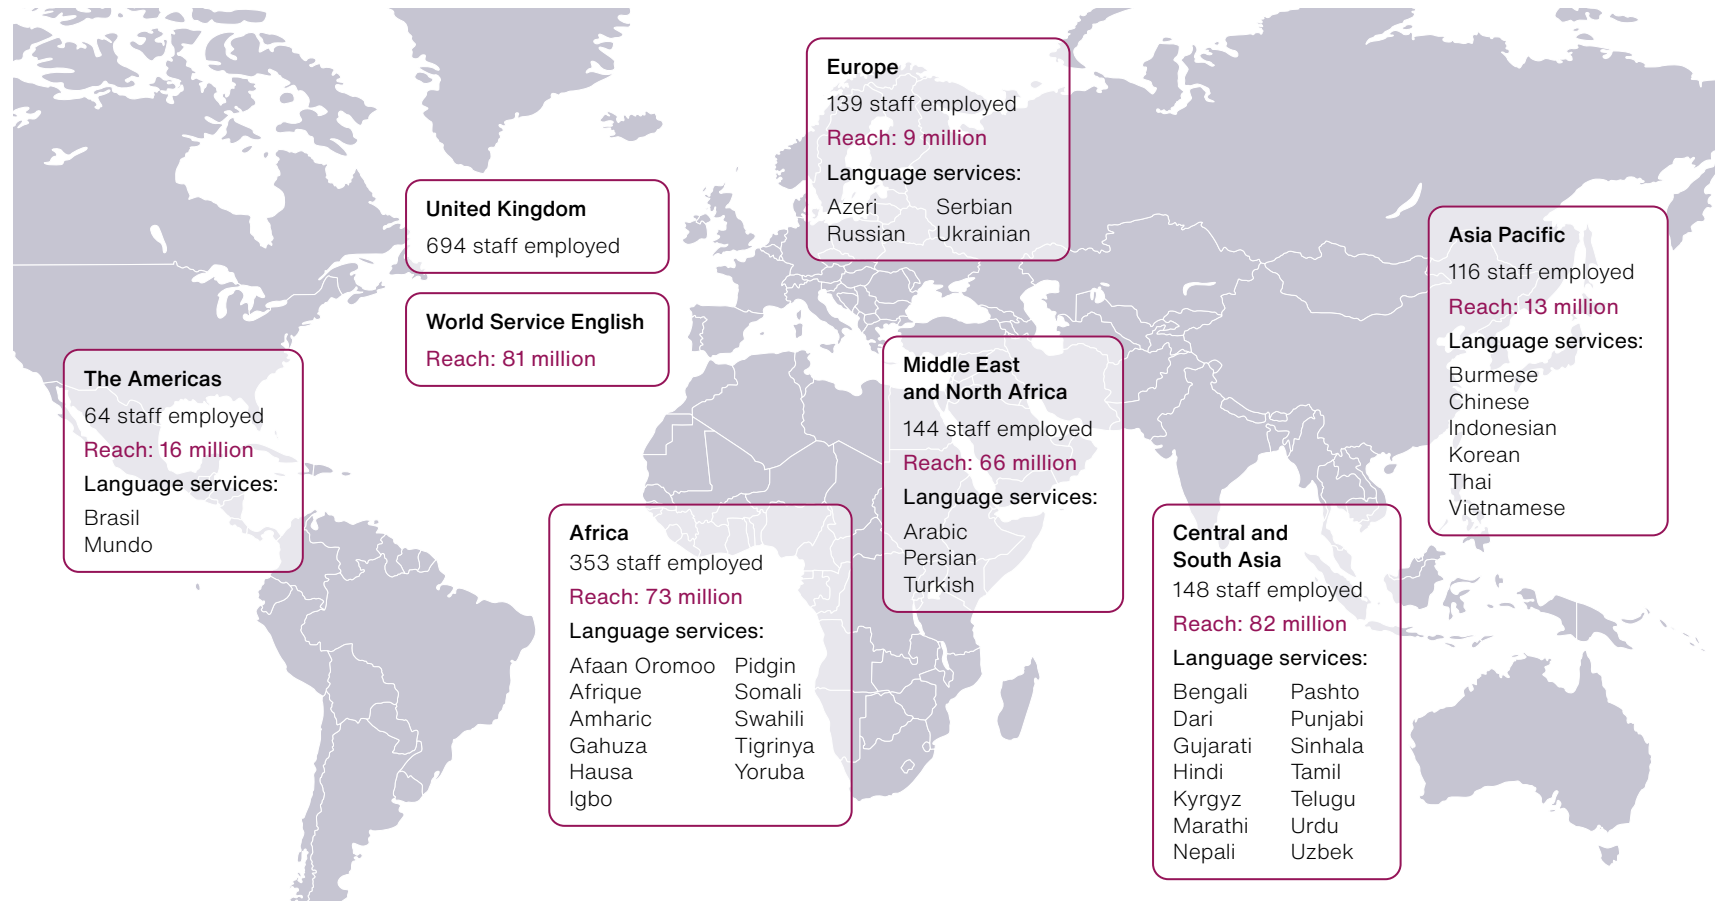 Europe
139 staff employed
Reach: 9 million
Language services:
Azeri Serbian
Russian Ukrainian
United Kingdom
694 staff employed
World Service English
Reach: 81 million
Asia Pacific
116 staff employed
Reach: 13 million
Language services:
Burmese
Chinese
Indonesian
Korean
Thai
Vietnamese
The Americas
64 staff employed
Reach: 16 million
Language services:
Brasil
Mundo
Middle East
and North Africa
144 staff employed
Reach: 66 million
Language services:
Arabic
Persian
Turkish
Africa
353 staff employed
Reach: 73 million
Language services:
Afaan Oromoo Pidgin
Afrique Somali
Amharic Swahili
Gahuza Tigrinya
Hausa Yoruba
Igbo
Central and
South Asia
148 staff employed
Reach: 82 million
Language services:
Bengali Pashto
Dari Punjabi
Gujarati Sinhala
Hindi Tamil
Kyrgyz Telugu
Marathi Urdu
Nepali Uzbek